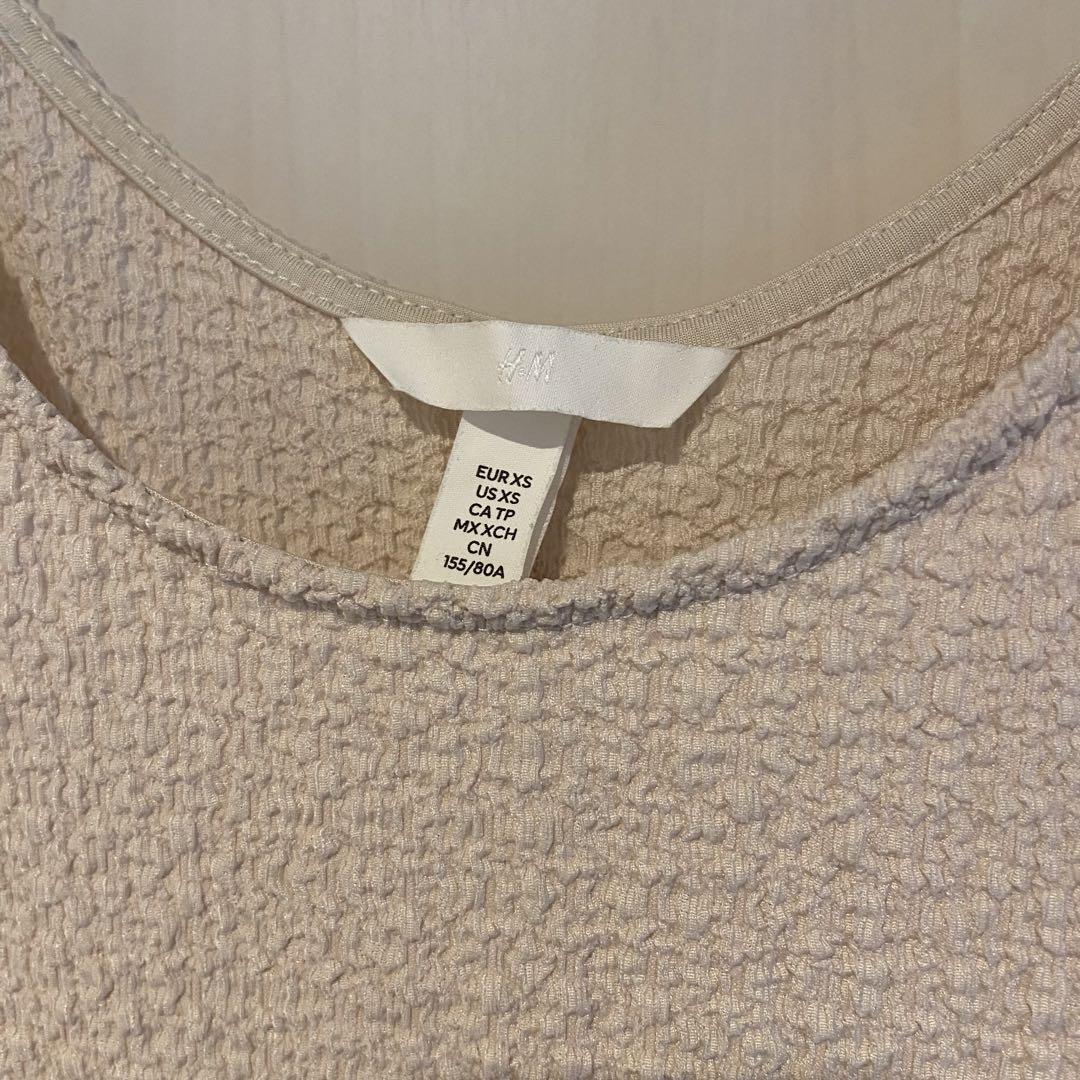 H&M
EUR XS
US XS
CA TP
MX XCH
CN
155/80A